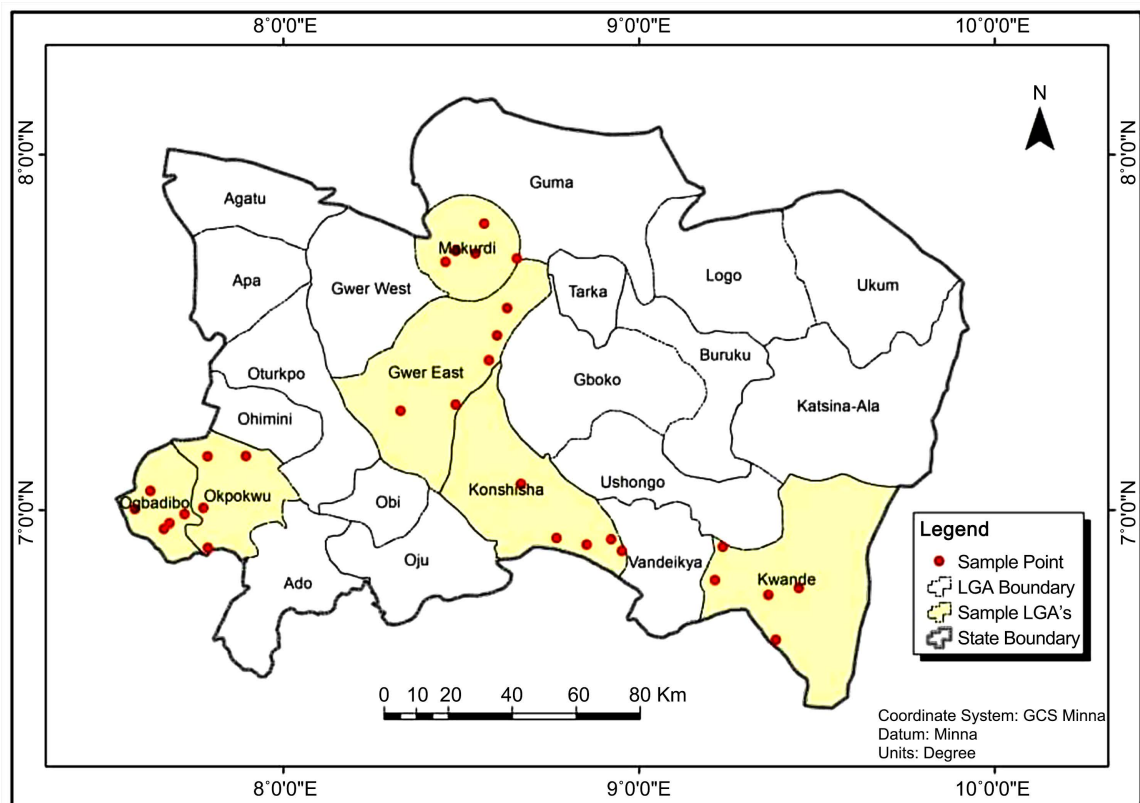 8°0'0"E 9°0'0"E 10°0'0"E
N
8°0'0"N 8°0'0"N
Guma
Agatu
Makurdi
Apa
Gwer West
Tarka
Logo
Ukum
Buruku
Gwer East
Oturkpo
Gboko
Katsina-Ala
Ohimini
Ogbadibo
Okpokwu
Obi
Konshisha
Ushongo
7°0'0"N 7°0'0"N
Oju
Vandeikya
Ado
Kwande
Legend
Sample Point
LGA Boundary
Sample LGA's
State Boundary
0 10 20 40 60 80 Km
Coordinate System: GCS Minna
Datum: Minna
Units: Degree
8°0'0"E 9°0'0"E 10°0'0"E